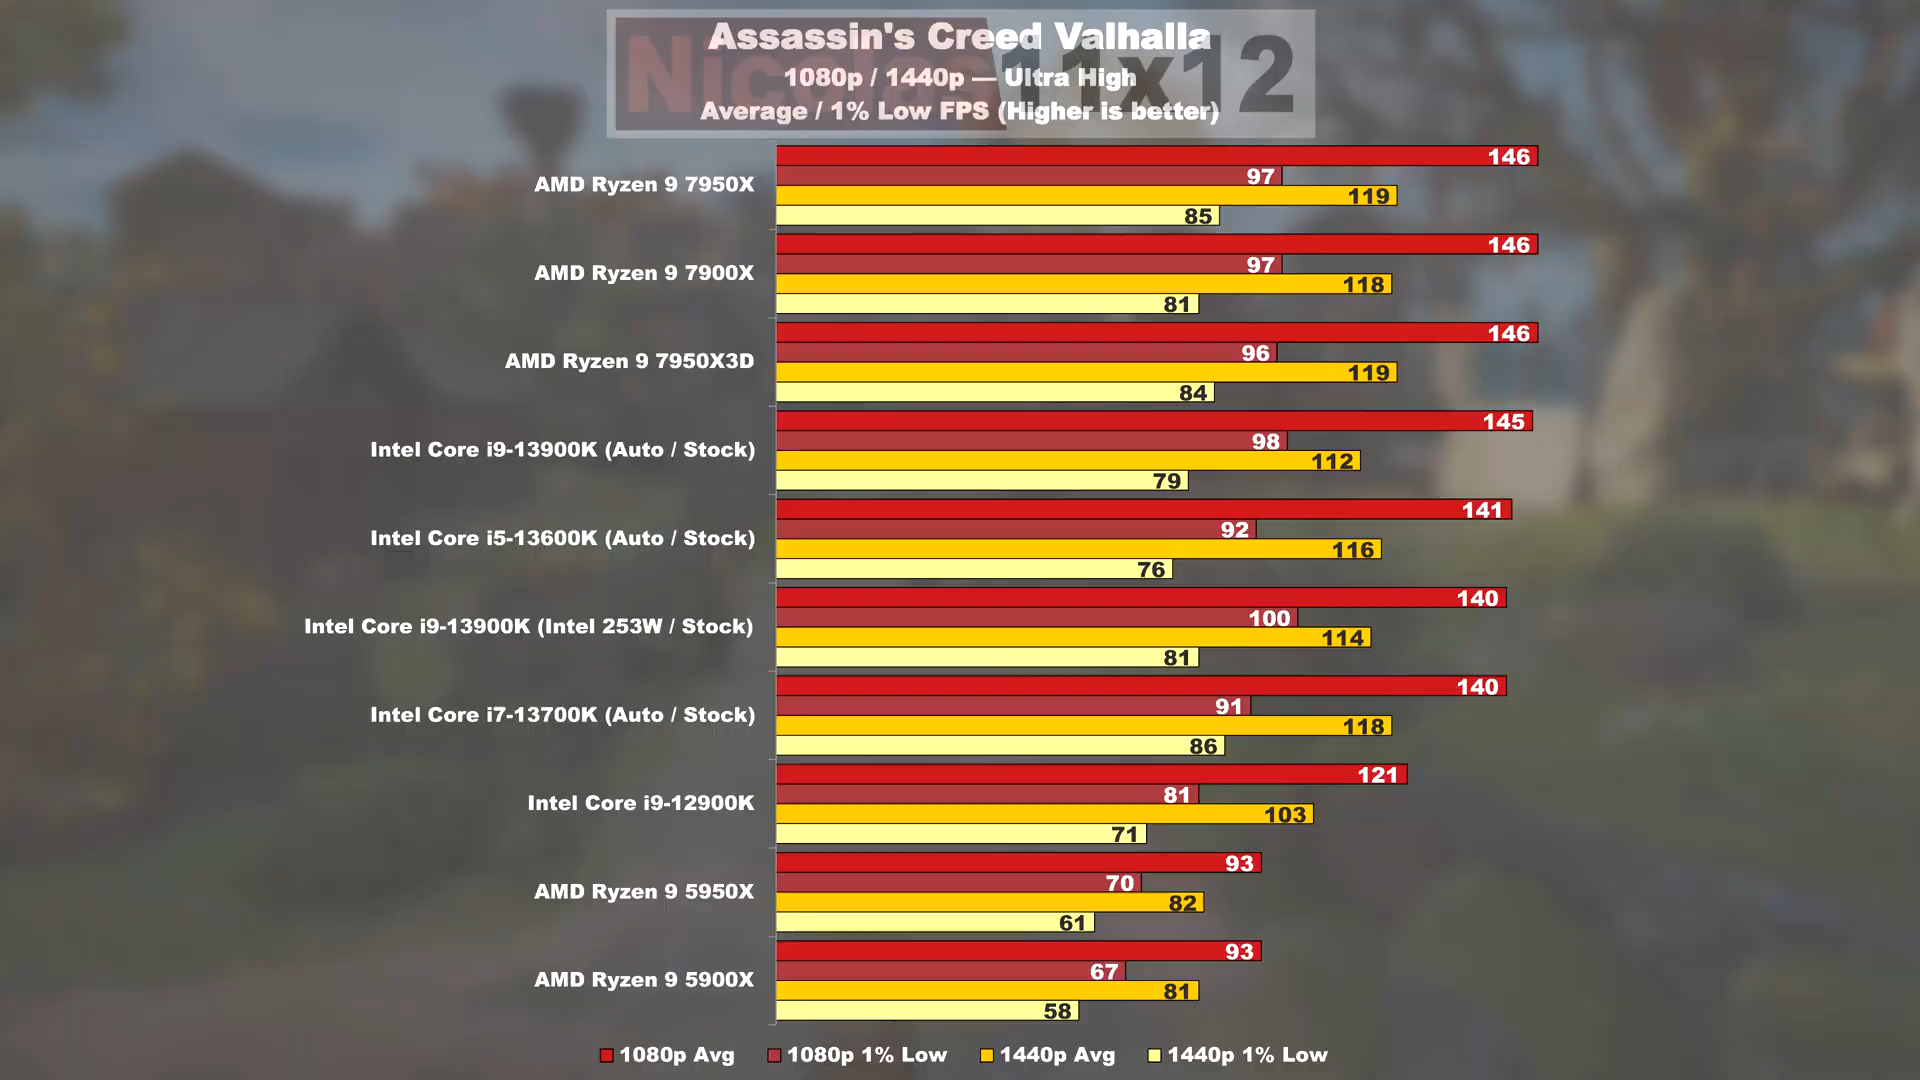 Assassin's Creed Valhalla
Nicolas11x12
1080p / 1440p — Ultra High
Average / 1% Low FPS (Higher is better)
AMD Ryzen 9 7950X
146
97
119
85
AMD Ryzen 9 7900X
146
97
118
81
AMD Ryzen 9 7950X3D
146
96
119
84
Intel Core i9-13900K (Auto / Stock)
145
98
112
79
Intel Core i5-13600K (Auto / Stock)
141
92
116
76
Intel Core i9-13900K (Intel 253W / Stock)
140
100
114
81
Intel Core i7-13700K (Auto / Stock)
140
91
118
86
Intel Core i9-12900K
121
81
103
71
AMD Ryzen 9 5950X
93
70
82
61
AMD Ryzen 9 5900X
93
67
81
58
1080p Avg 1080p 1% Low 1440p Avg 1440p 1% Low